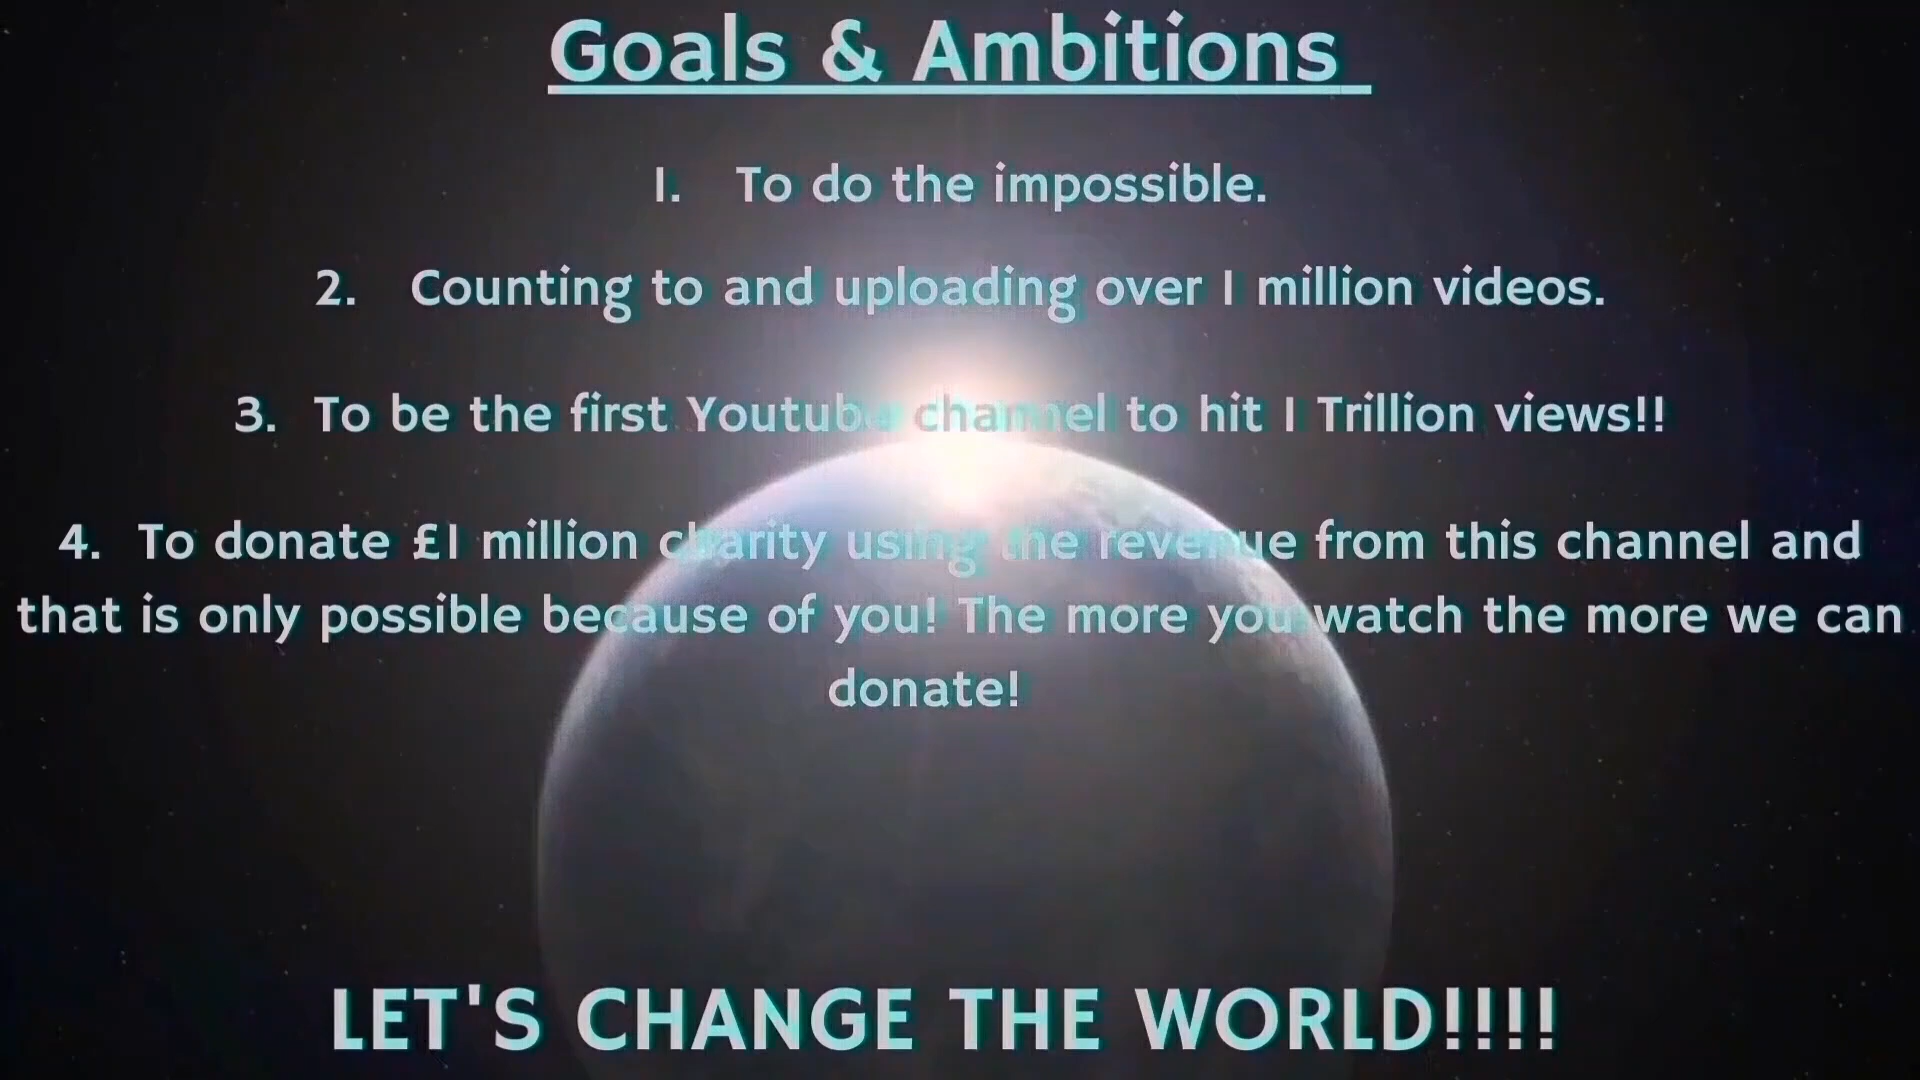 Goals & Ambitions
1. To do the impossible.
2. Counting to and uploading over 1 million videos.
3. To be the first Youtube channel to hit 1 Trillion views!!
4. To donate £1 million charity using the revenue from this channel and
that is only possible because of you! The more you watch the more we can
donate!
LET'S CHANGE THE WORLD!!!!